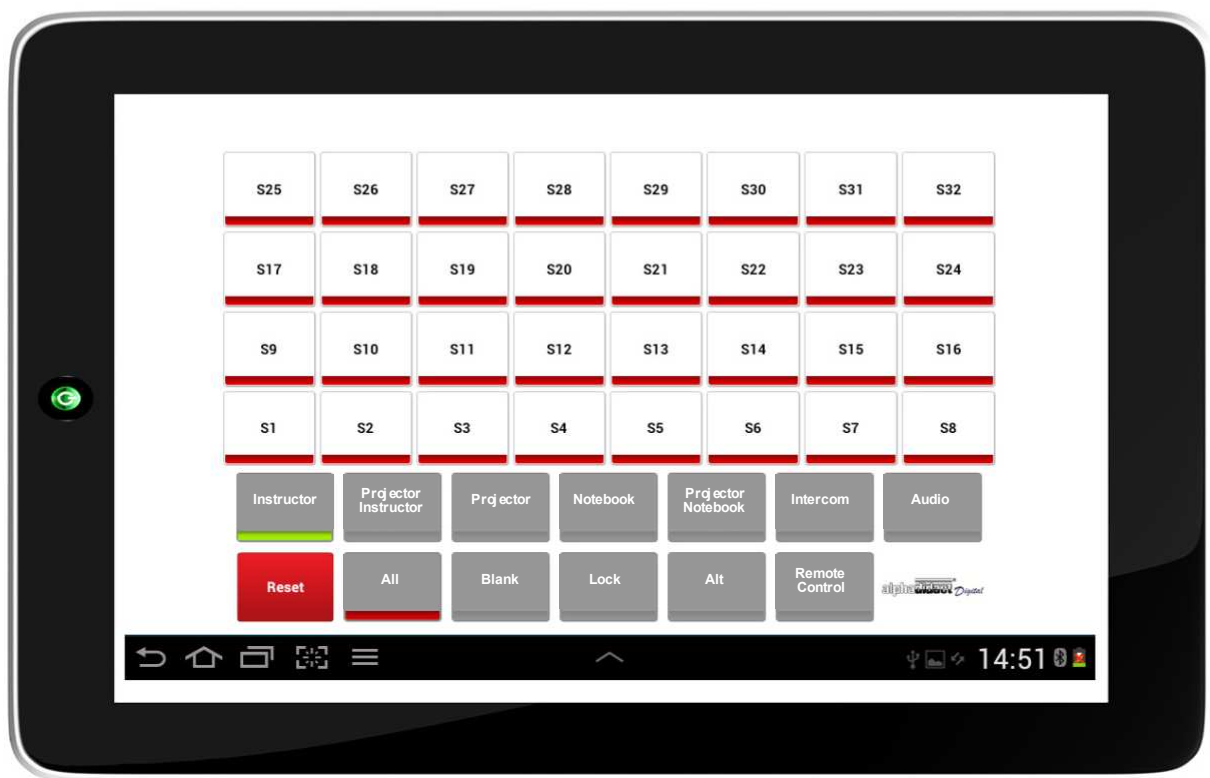 S25 S26 S27 S28 S29 S30 S31 S32
S17 S18 S19 S20 S21 S22 S23 S24
S9 S10 S11 S12 S13 S14 S15 S16
S1 S2 S3 S4 S5 S6 S7 S8
Instructor
Projector
Instructor
Projector
Notebook
Projector
Notebook
Intercom
Audio
Reset
All
Blank
Lock
Alt
Remote
Control
alphadidact Digital
14:51